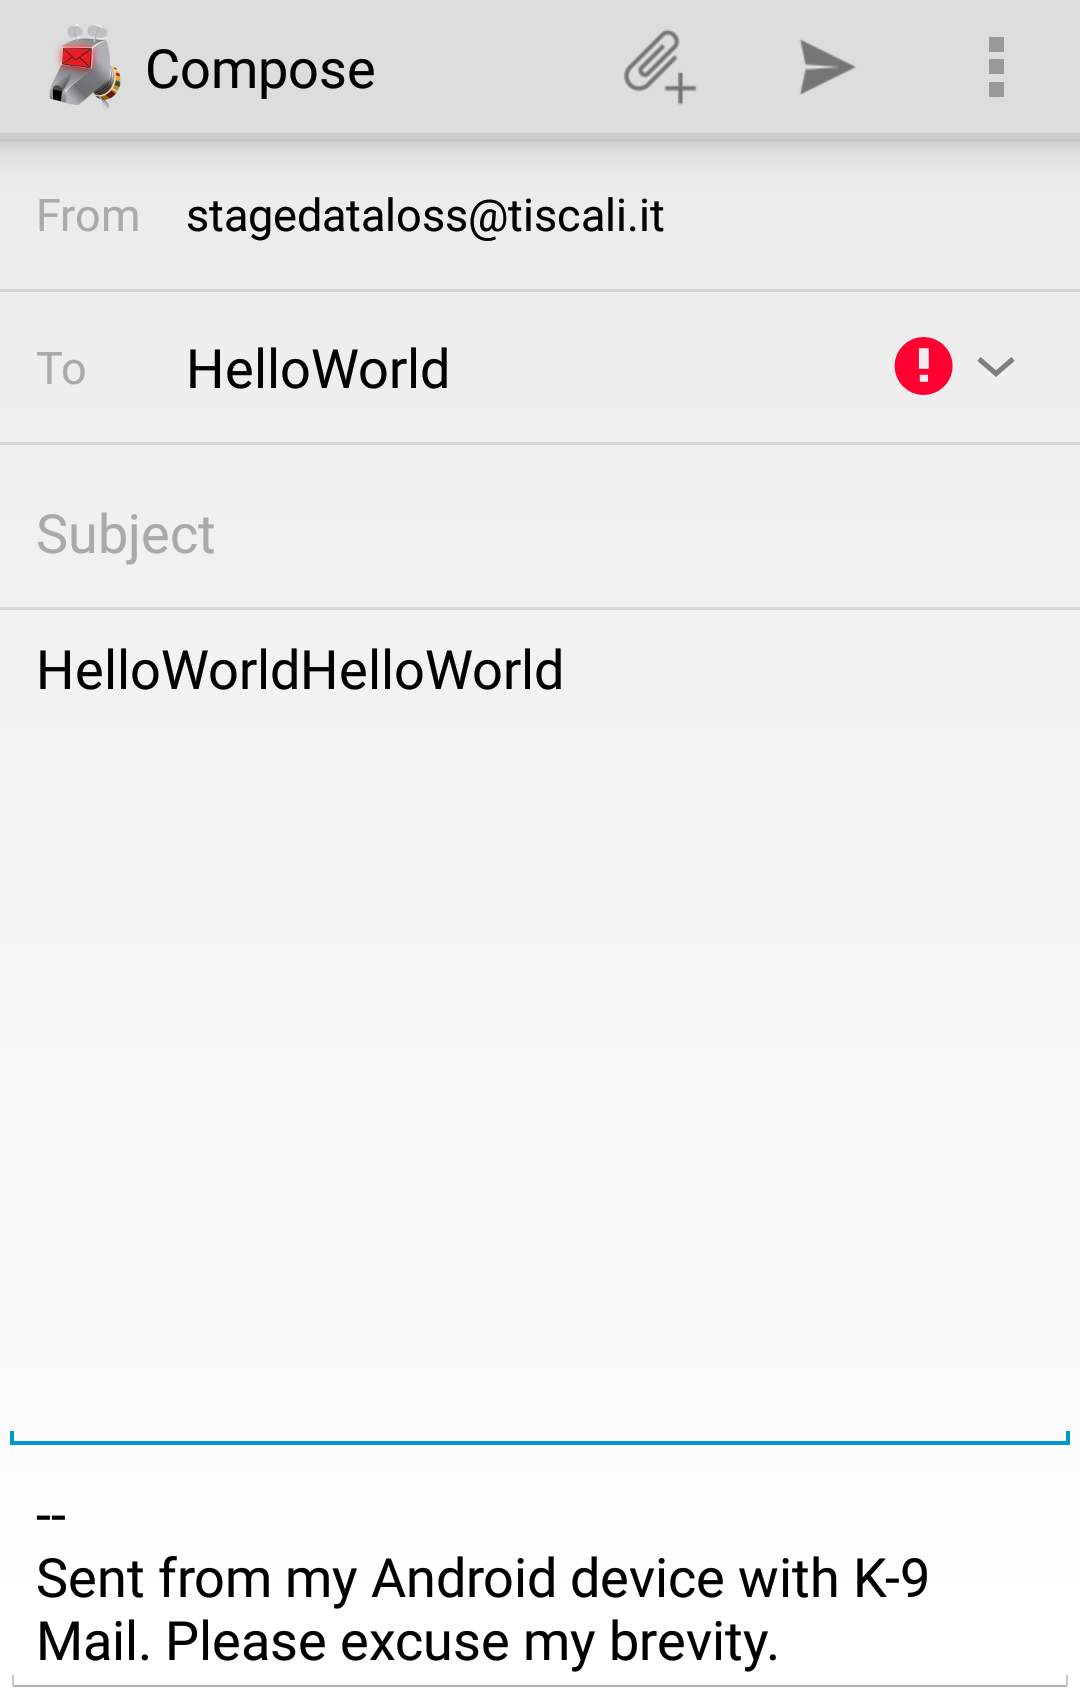 Compose
From stagedataloss@tiscali.it
To HelloWorld
Subject
HelloWorldHelloWorld
--
Sent from my Android device with K-9
Mail. Please excuse my brevity.